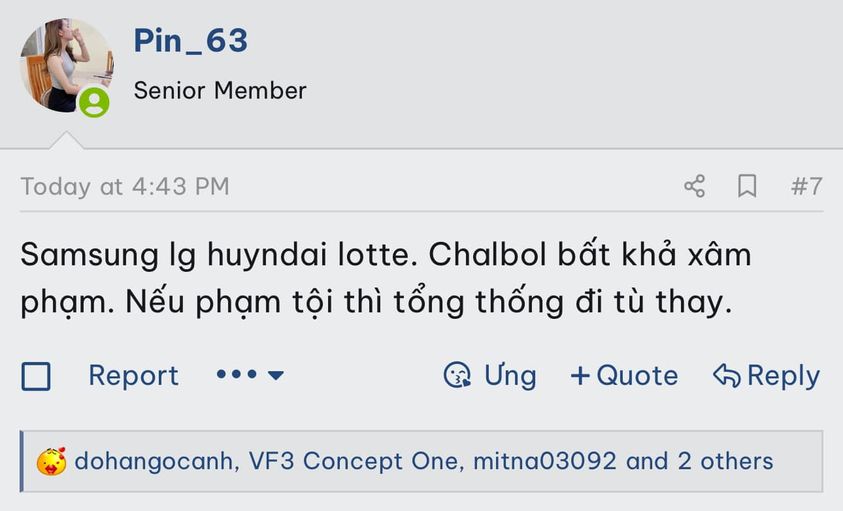 Pin_63
Senior Member
Today at 4:43 PM
#7
Samsung lg huyndai lotte. Chalbol bất khả xâm
phạm. Nếu phạm tội thì tổng thống đi tù thay.
Report
Ưng
+Quote
Reply
dohangocanh, VF3 Concept One, mitna03092 and 2 others